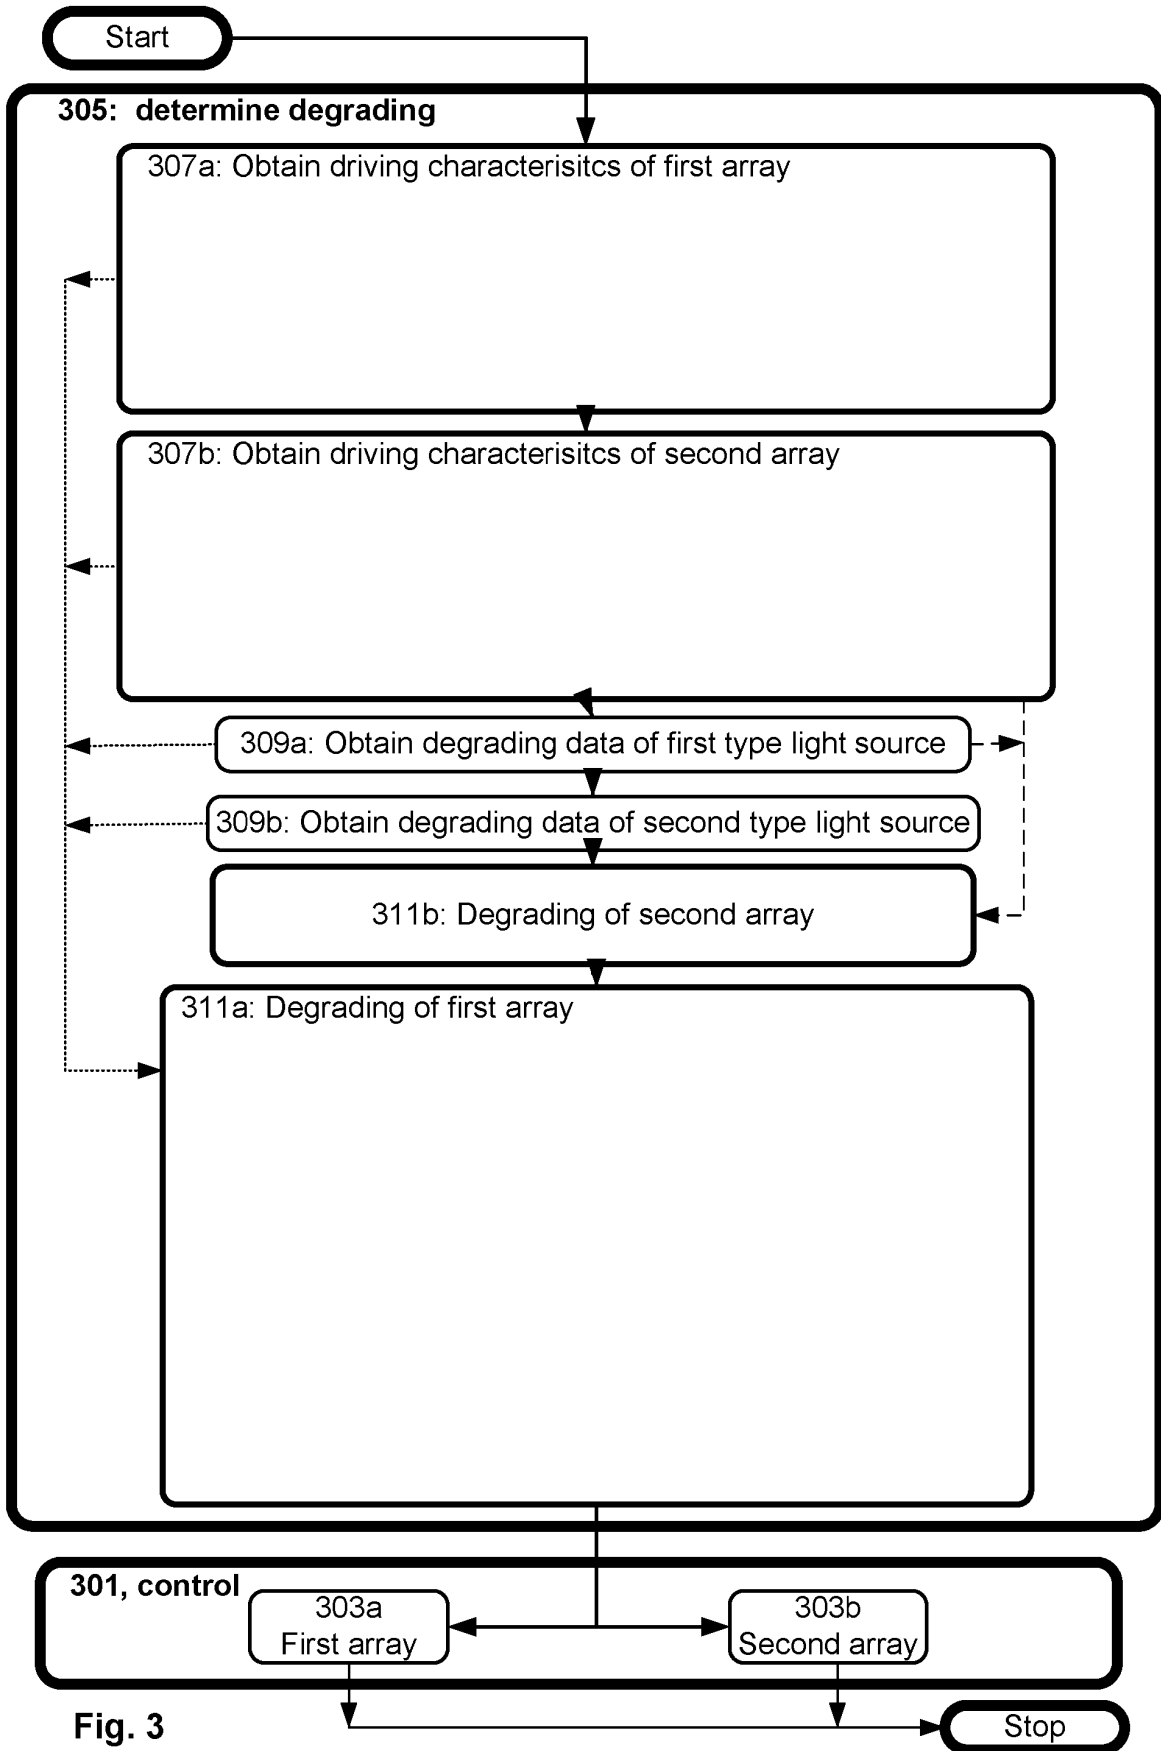 Start
305: determine degrading
307a: Obtain driving characterisitcs of first array
307b: Obtain driving characterisitcs of second array
309a: Obtain degrading data of first type light source
309b: Obtain degrading data of second type light source
311b: Degrading of second array
311a: Degrading of first array
301, control
303a
First array
303b
Second array
Fig. 3
Stop